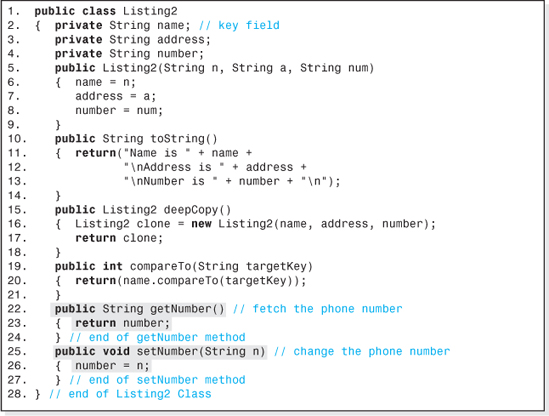 1. public class Listing2
2. { private String name; // key field
3. private String address;
4. private String number;
5. public Listing2(String n, String a, String num)
6. { name = n;
7. address = a;
8. number = num;
9. }
10. public String toString()
11. { return("Name is " + name +
12. "\nAddress is " + address +
13. "\nNumber is " + number + "\n");
14. }
15. public Listing2 deepCopy()
16. { Listing2 clone = new Listing2(name, address, number);
17. return clone;
18. }
19. public int compareTo(String targetKey)
20. { return(name.compareTo(targetKey));
21. }
22. public String getNumber() // fetch the phone number
23. { return number;
24. } // end of getNumber method
25. public void setNumber(String n) // change the phone number
26. { number = n;
27. } // end of setNumber method
28. } // end of Listing2 Class